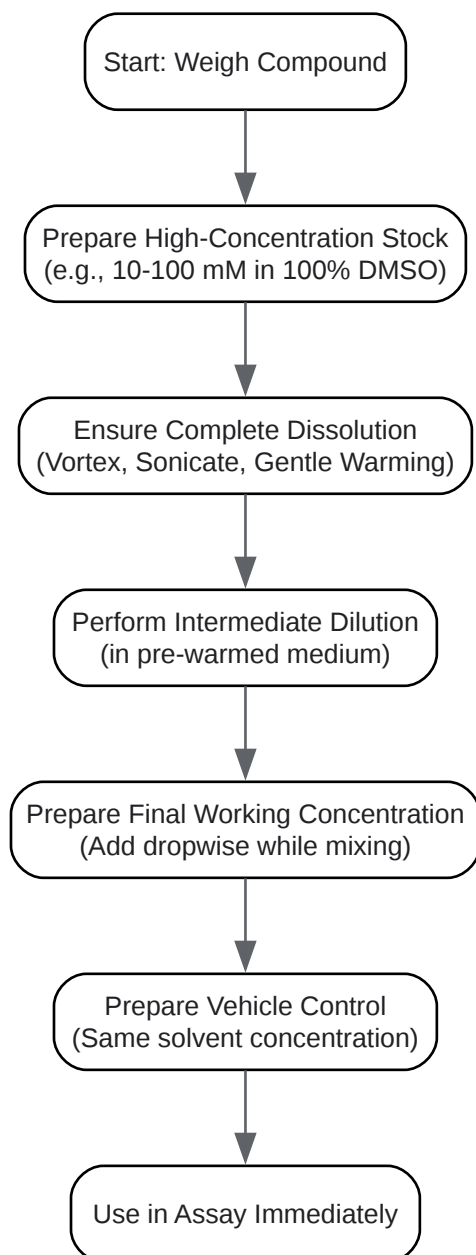 Start: Weigh Compound
Prepare High-Concentration Stock
(e.g., 10-100 mM in 100% DMSO)
Ensure Complete Dissolution
(Vortex, Sonicate, Gentle Warming)
Perform Intermediate Dilution
(in pre-warmed medium)
Prepare Final Working Concentration
(Add dropwise while mixing)
Prepare Vehicle Control
(Same solvent concentration)
Use in Assay Immediately